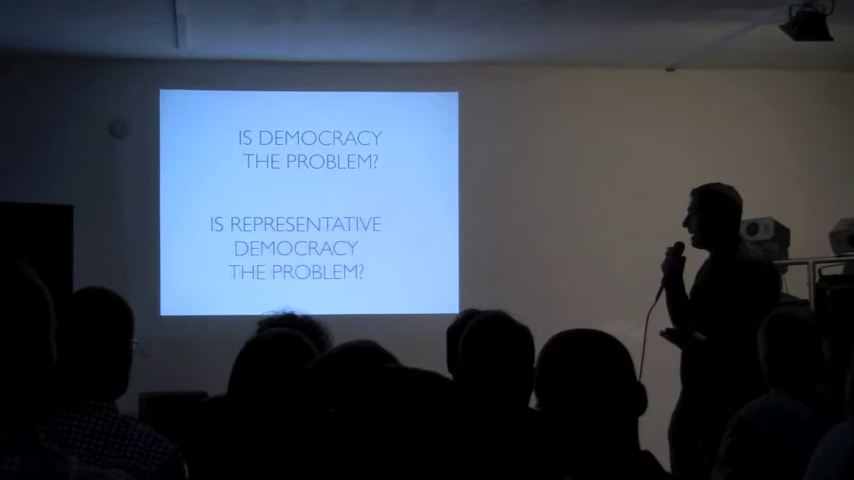 IS DEMOCRACY
THE PROBLEM?
IS REPRESENTATIVE
DEMOCRACY
THE PROBLEM?